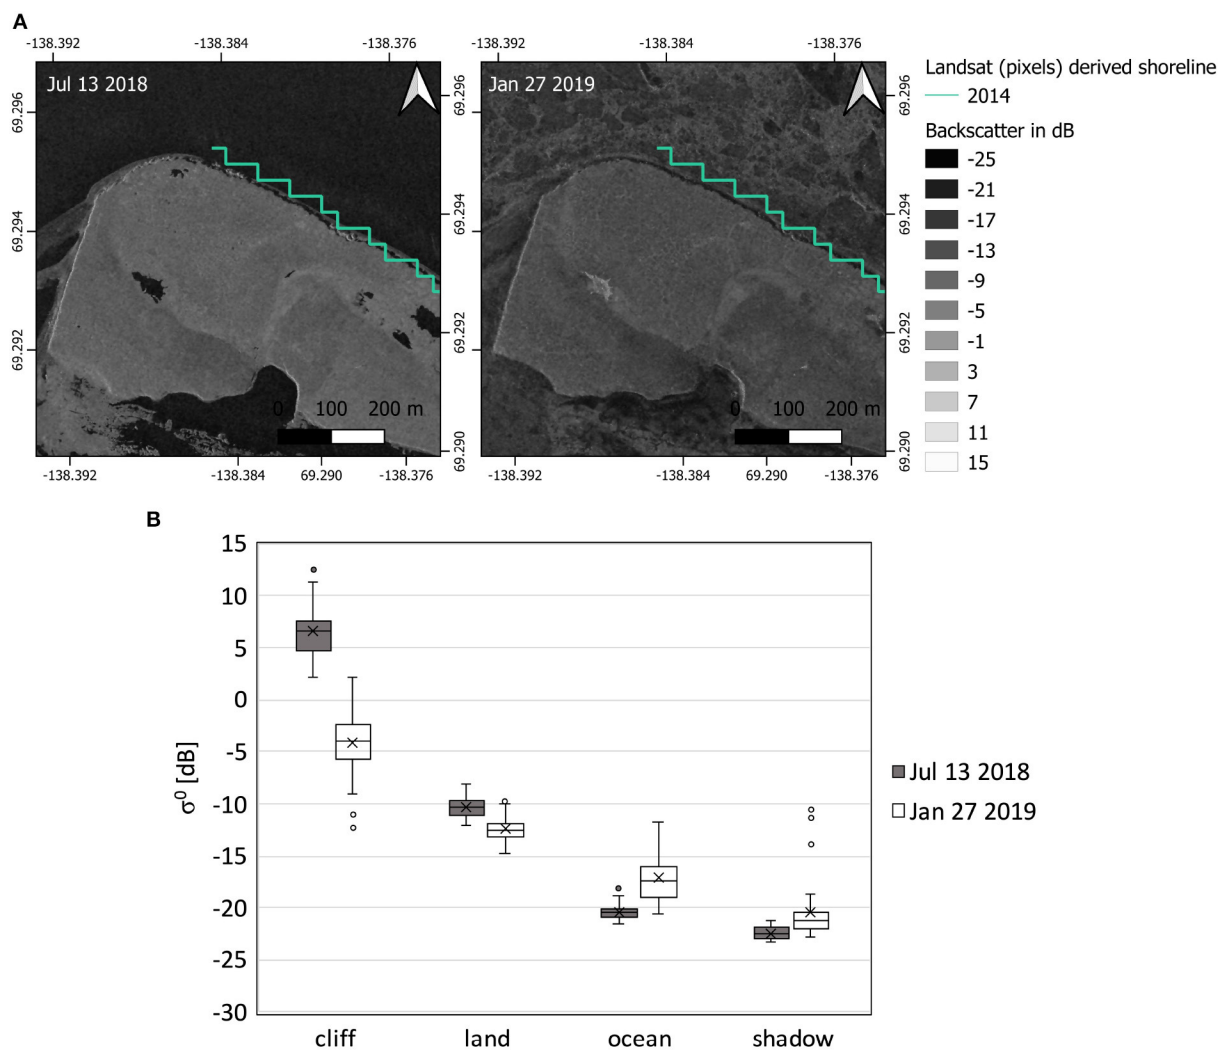 A
-138.392 -138.384 -138.376 -138.392 -138.384 -138.376
Jul 13 2018
Jan 27 2019
69.296
69.294
69.292
69.296
69.294
69.292
69.290
69.296
69.294
69.292
69.290
0 100 200 m
0 100 200 m
-138.392 -138.384 69.290 -138.376 -138.392 -138.384 69.290 -138.376
Landsat (pixels) derived shoreline
2014
Backscatter in dB
-25
-21
-17
-13
-9
-5
-1
3
7
11
15
B
15
10
5
0
-5
-10
-15
-20
-25
-30
σ⁰ [dB]
cliff land ocean shadow
Jul 13 2018
Jan 27 2019